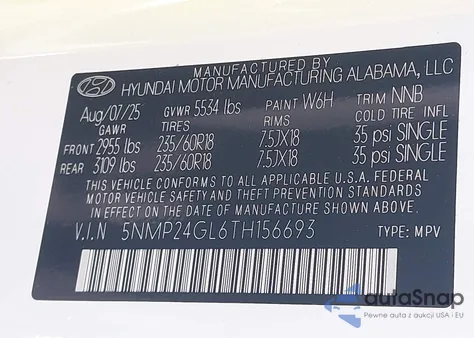 MANUFACTURED BY
HYUNDAI MOTOR MANUFACTURING ALABAMA, LLC
Aug/07/25 GVWR 5534 lbs PAINT W6H TRIM NNB
GAWR TIRES RIMS COLD TIRE INFL
FRONT 2955 lbs 235/60R18 7.5JX18 35 psi SINGLE
REAR 3109 lbs 235/60R18 7.5JX18 35 psi SINGLE
THIS VEHICLE CONFORMS TO ALL APPLICABLE U.S.A FEDERAL
MOTOR VEHICLE SAFETY AND THEFT PREVENTION STANDARDS
IN EFFECT ON THE DATE OF MANUFACTURE SHOWN ABOVE.
V.I.N 5NMP24GL6TH156693 TYPE: MPV
autaSnap
Pewne auta z aukcji USA i EU